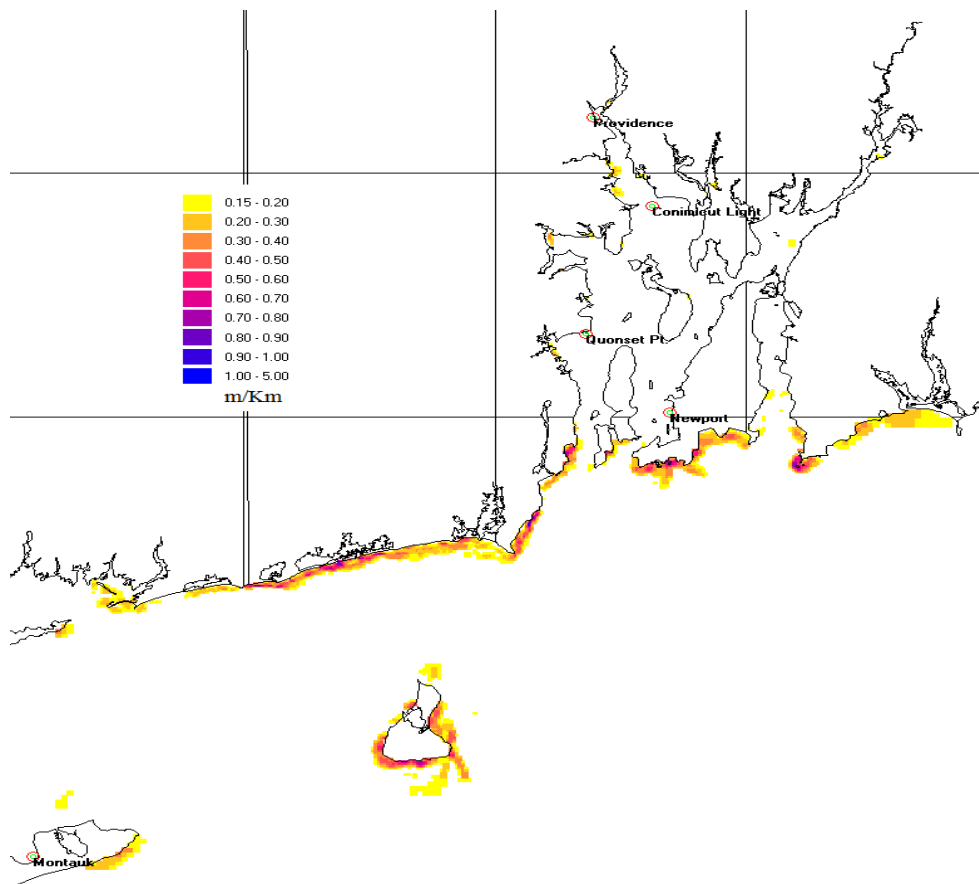 Providence
0.15 - 0.20
Conimicut Light
0.20 - 0.30
0.30 - 0.40
0.40 - 0.50
0.50 - 0.60
0.60 - 0.70
0.70 - 0.80
0.80 - 0.90
Quonset Pt.
0.90 - 1.00
1.00 - 5.00
m/Km
Newport
Montauk